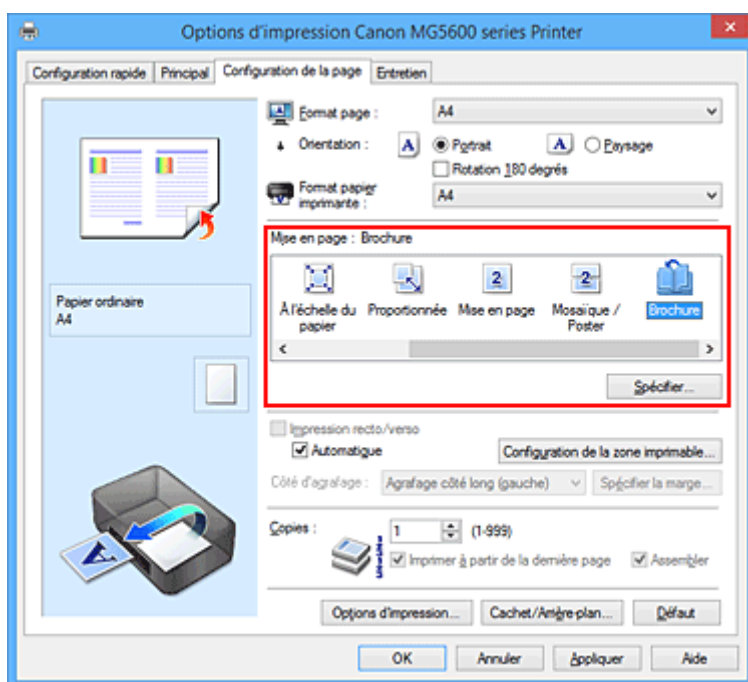 Options d'impression Canon MG5600 series Printer
Configuration rapide Principal Configuration de la page Entretien
Format page : A4
Orientation : A Portrait A Paysage
Rotation 180 degrés
Format papier imprimante : A4
Mise en page : Brochure
À l'échelle du papier Proportionnée Mise en page Mosaïque / Poster Brochure
Papier ordinaire
A4
Spécifier...
Impression recto/verso
Automatique Configuration de la zone imprimable...
Côté d'agrafage : Agrafage côté long (gauche) Spécifier la marge...
Copies : 1 (1-999)
Imprimer à partir de la dernière page Assembler
Options d'impression... Cachet/Arrière-plan... Défaut
OK Annuler Appliquer Aide